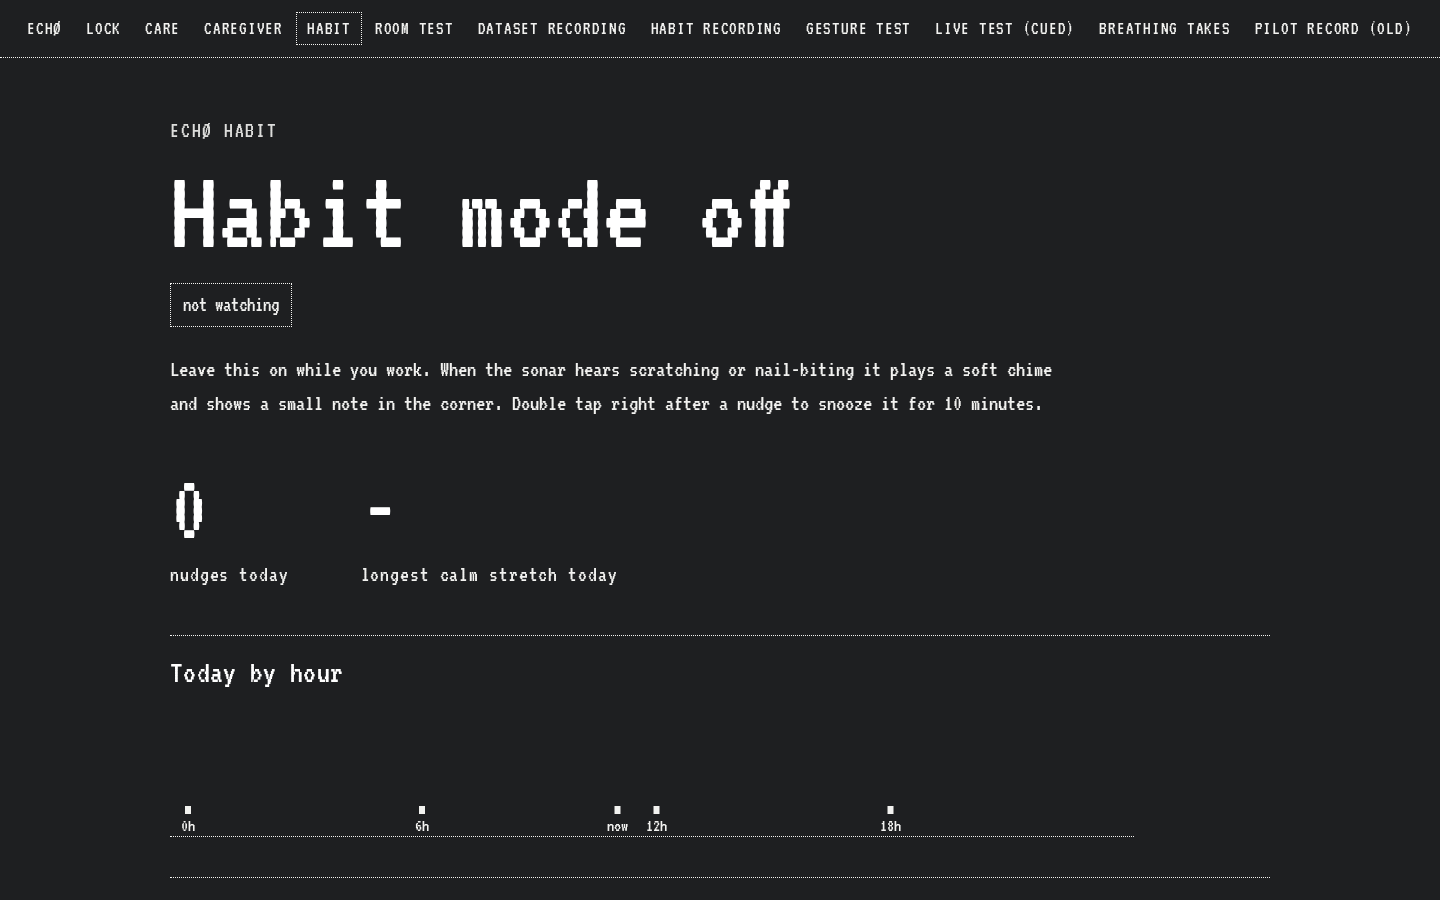 ECHØ LOCK CARE CAREGIVER HABIT ROOM TEST DATASET RECORDING HABIT RECORDING GESTURE TEST LIVE TEST (CUED) BREATHING TAKES PILOT RECORD (OLD)
ECHØ HABIT
Habit mode off
not watching
Leave this on while you work. When the sonar hears scratching or nail-biting it plays a soft chime
and shows a small note in the corner. Double tap right after a nudge to snooze it for 10 minutes.
0 -
nudges today longest calm stretch today
Today by hour
0h 6h now 12h 18h